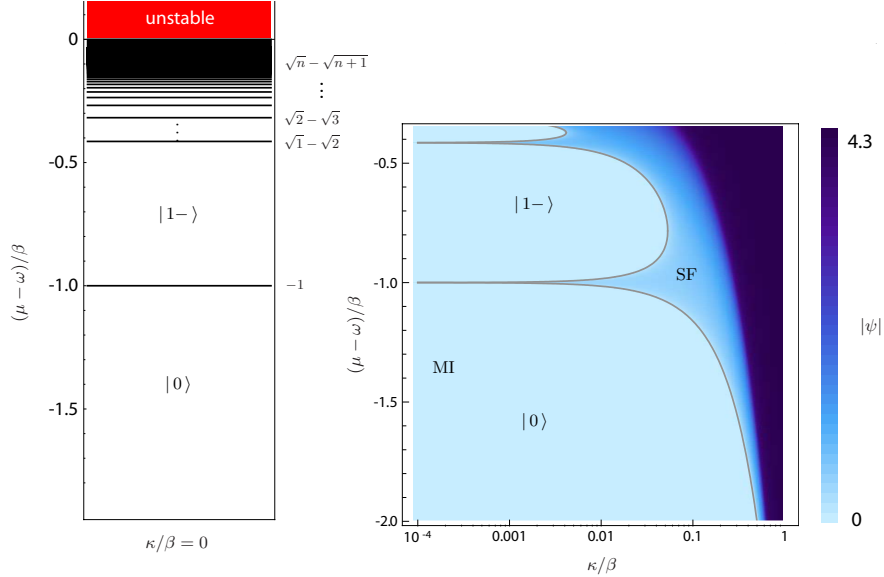 unstable
0
√n − √(n+1)
⋮
√2 − √3
⋮
√1 − √2
-0.5
|1−⟩
(μ − ω)/β
-1.0
−1
|0⟩
-1.5
κ/β = 0
-0.5
|1−⟩
-1.0
SF
(μ − ω)/β
MI
-1.5
|0⟩
-2.0
10⁻⁴
0.001
0.01
0.1
1
κ/β
4.3
|ψ|
0